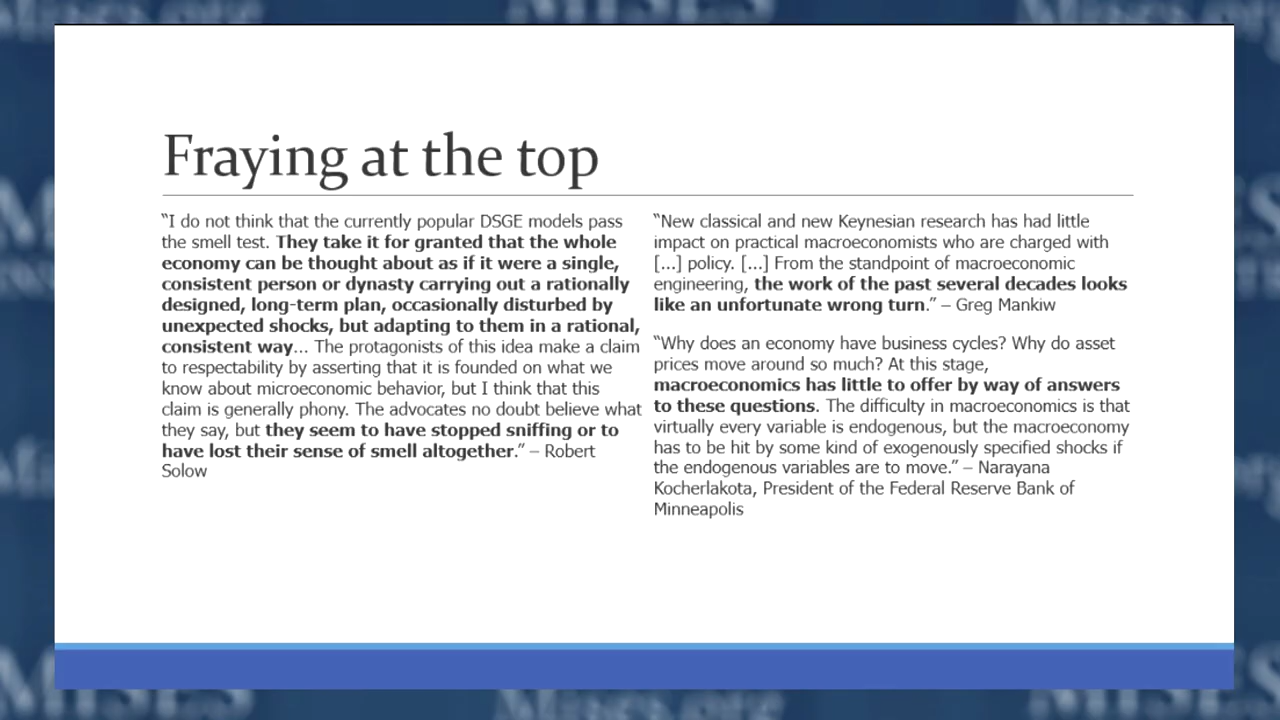 Mises.org
MISES
Mises.org
Fraying at the top
“I do not think that the currently popular DSGE models pass
the smell test. They take it for granted that the whole
economy can be thought about as if it were a single,
consistent person or dynasty carrying out a rationally
designed, long-term plan, occasionally disturbed by
unexpected shocks, but adapting to them in a rational,
consistent way... The protagonists of this idea make a claim
to respectability by asserting that it is founded on what we
know about microeconomic behavior, but I think that this
claim is generally phony. The advocates no doubt believe what
they say, but they seem to have stopped sniffing or to
have lost their sense of smell altogether.” – Robert
Solow
“New classical and new Keynesian research has had little
impact on practical macroeconomists who are charged with
[...] policy. [...] From the standpoint of macroeconomic
engineering, the work of the past several decades looks
like an unfortunate wrong turn.” – Greg Mankiw
“Why does an economy have business cycles? Why do asset
prices move around so much? At this stage,
macroeconomics has little to offer by way of answers
to these questions. The difficulty in macroeconomics is that
virtually every variable is endogenous, but the macroeconomy
has to be hit by some kind of exogenously specified shocks if
the endogenous variables are to move.” – Narayana
Kocherlakota, President of the Federal Reserve Bank of
Minneapolis
MISES
Mises.org
MISES